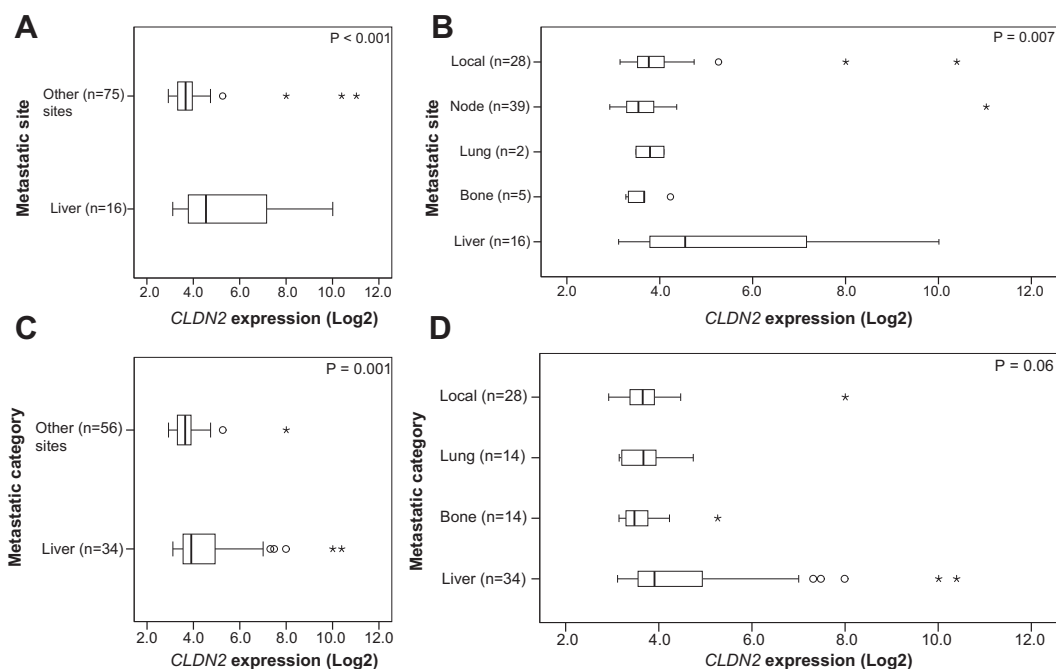 A
P < 0.001
Metastatic site
Other (n=75)
sites
Liver (n=16)
2.0 4.0 6.0 8.0 10.0 12.0
CLDN2 expression (Log2)
B
P = 0.007
Metastatic site
Local (n=28)
Node (n=39)
Lung (n=2)
Bone (n=5)
Liver (n=16)
2.0 4.0 6.0 8.0 10.0 12.0
CLDN2 expression (Log2)
C
P = 0.001
Metastatic category
Other (n=56)
sites
Liver (n=34)
2.0 4.0 6.0 8.0 10.0 12.0
CLDN2 expression (Log2)
D
P = 0.06
Metastatic category
Local (n=28)
Lung (n=14)
Bone (n=14)
Liver (n=34)
2.0 4.0 6.0 8.0 10.0 12.0
CLDN2 expression (Log2)